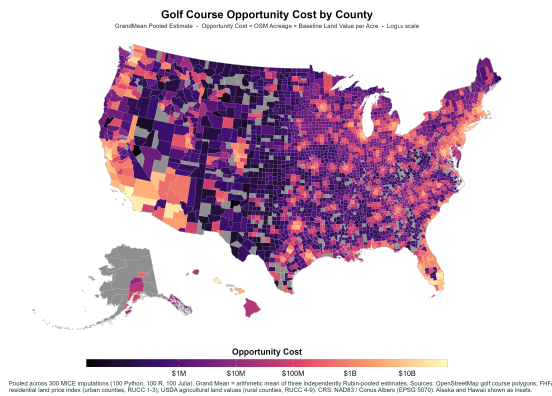 Golf Course Opportunity Cost by County
GrandMean Pooled Estimate - Opportunity Cost = OSM Acreage × Baseline Land Value per Acre - Log₁₀ scale
Opportunity Cost
$1M $10M $100M $1B $10B
Pooled across 300 MICE imputations (100 Python, 100 R, 100 Julia). Grand Mean = arithmetic mean of three independently Rubin-pooled estimates. Sources: OpenStreetMap golf course polygons; FHFA
residential land price index (urban counties, RUCC 1-3); USDA agricultural land values (rural counties, RUCC 4-9). CRS: NAD83 / Conus Albers (EPSG 5070). Alaska and Hawaii shown as insets.